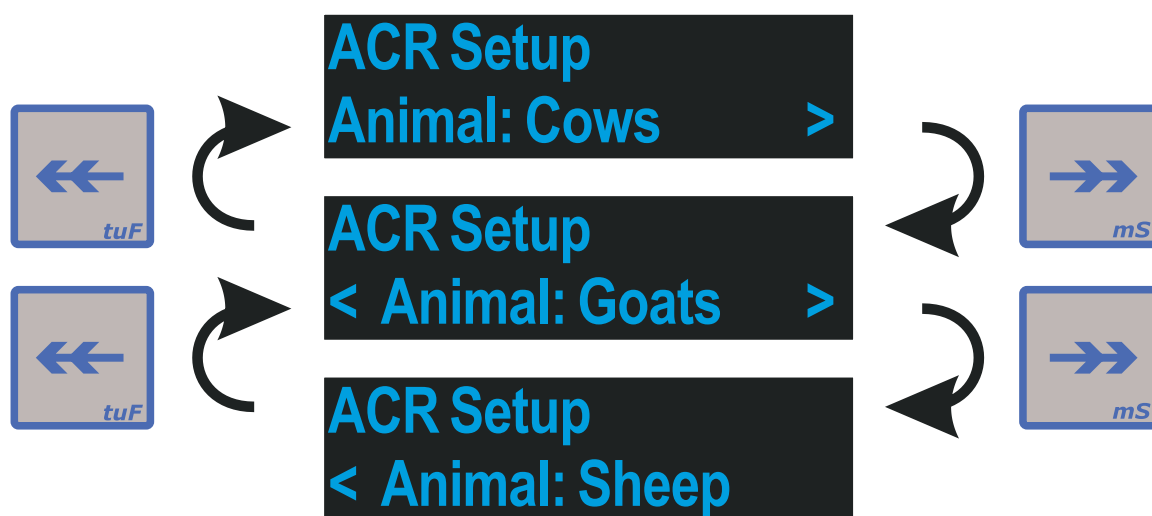 ACR Setup
Animal: Cows >
tuF
mS
ACR Setup
< Animal: Goats >
tuF
mS
ACR Setup
< Animal: Sheep